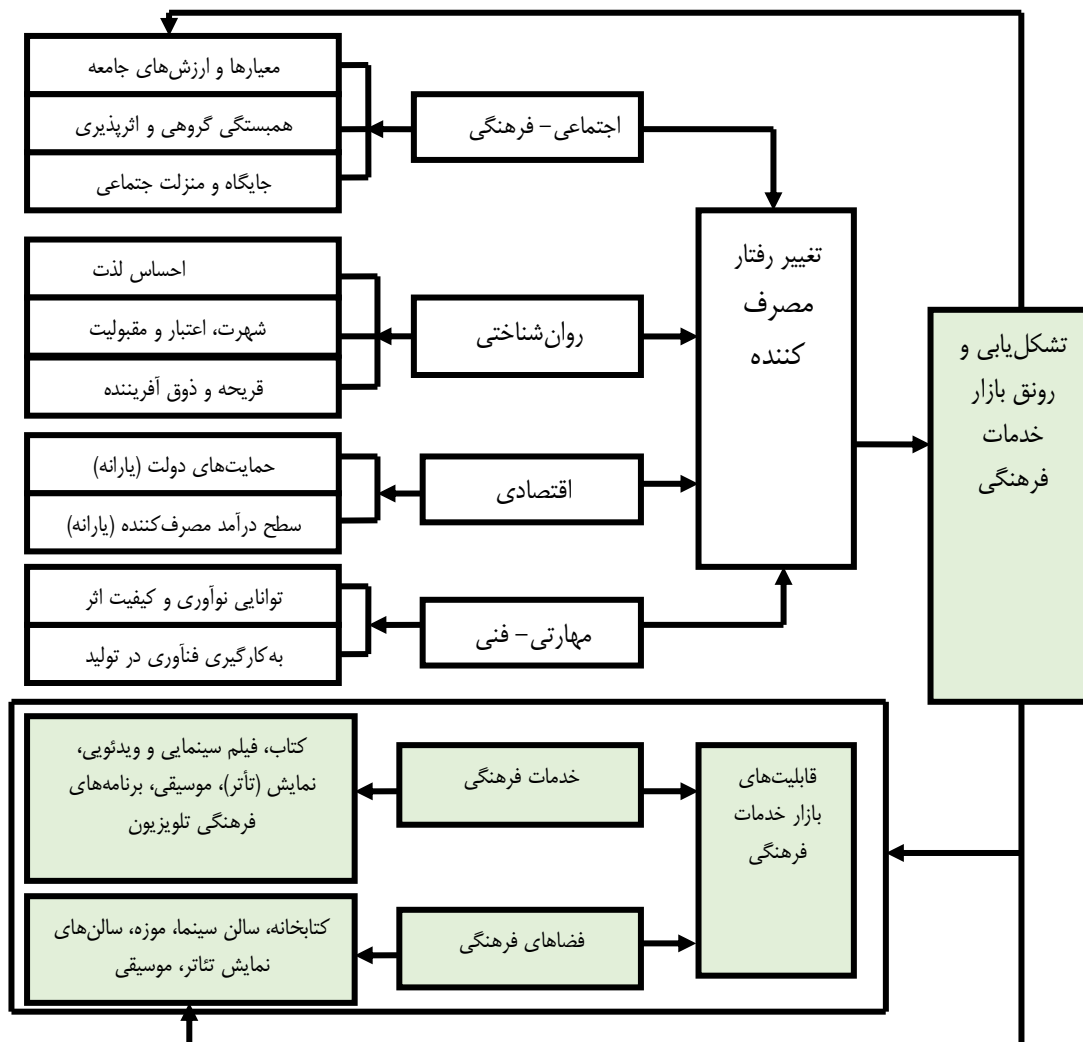 معیارها و ارزش‌های جامعه
همبستگی گروهی و اثرپذیری
جایگاه و منزلت جتماعی
اجتماعی – فرهنگی
احساس لذت
شهرت، اعتبار و مقبولیت
قریحه و ذوق آفریننده
روان‌شناختی
حمایت‌های دولت (یارانه)
سطح درآمد مصرف‌کننده (یارانه)
اقتصادی
توانایی نوآوری و کیفیت اثر
به‌کارگیری فنآوری در تولید
مهارتی – فنی
تغییر رفتار
مصرف
کننده
تشکل‌یابی و
رونق بازار
خدمات
فرهنگی
کتاب، فیلم سینمایی و ویدئویی،
نمایش (تأتر)، موسیقی، برنامه‌های
فرهنگی تلویزیون
خدمات فرهنگی
قابلیت‌های
بازار خدمات
فرهنگی
کتابخانه، سالن سینما، موزه، سالن‌های
نمایش تئاتر، موسیقی
فضاهای فرهنگی